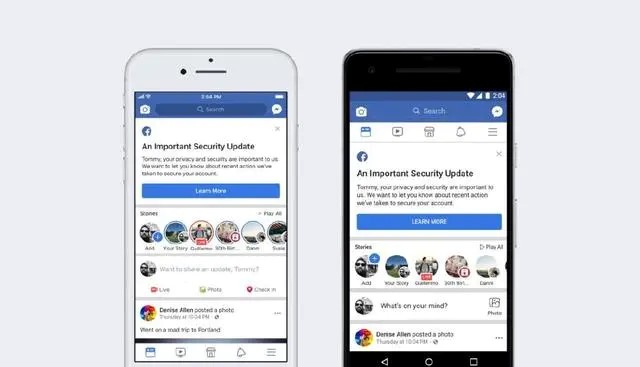 2:04 PM
Search
An Important Security Update
Tommy, your privacy and security are important to us.
We want to let you know about recent action we've
taken to secure your account.
Learn More
Stories
Play All
Add
Your Story
Guillermo
LIVE
30th Birt...
Dann
Susie
Want to share an update, Tommy?
Live
Photo
Check in
Denise Allen posted a photo
Thursday at 10:04 PM
Went on a road trip to Portland
2:04
Search
An Important Security Update
Tommy, your privacy and security are important to
us. We want to let you know about recent action
we've taken to secure your account.
LEARN MORE
Stories
Play All
Add
Your Story
Guillermo
LIVE
30th Birt...
Danni
What's on your mind?
Photo
Denise Allen posted a photo
Thursday at 10:04 PM